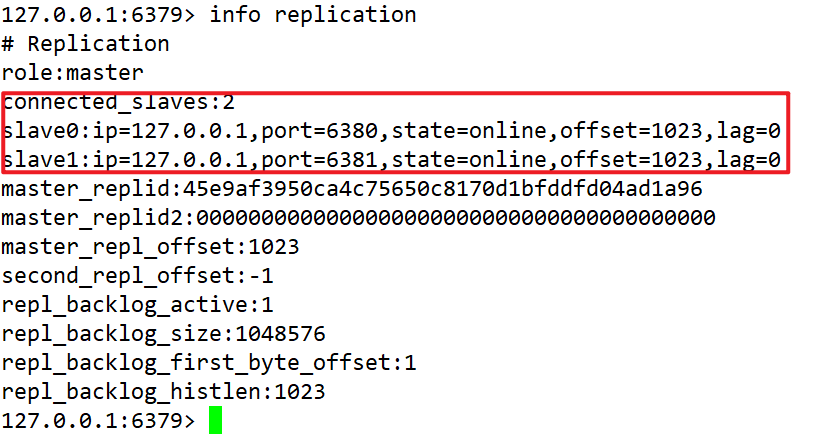 127.0.0.1:6379> info replication
# Replication
role:master
connected_slaves:2
slave0:ip=127.0.0.1,port=6380,state=online,offset=1023,lag=0
slave1:ip=127.0.0.1,port=6381,state=online,offset=1023,lag=0
master_replid:45e9af3950ca4c75650c8170d1bfddfd04ad1a96
master_replid2:0000000000000000000000000000000000000000
master_repl_offset:1023
second_repl_offset:-1
repl_backlog_active:1
repl_backlog_size:1048576
repl_backlog_first_byte_offset:1
repl_backlog_histlen:1023
127.0.0.1:6379>